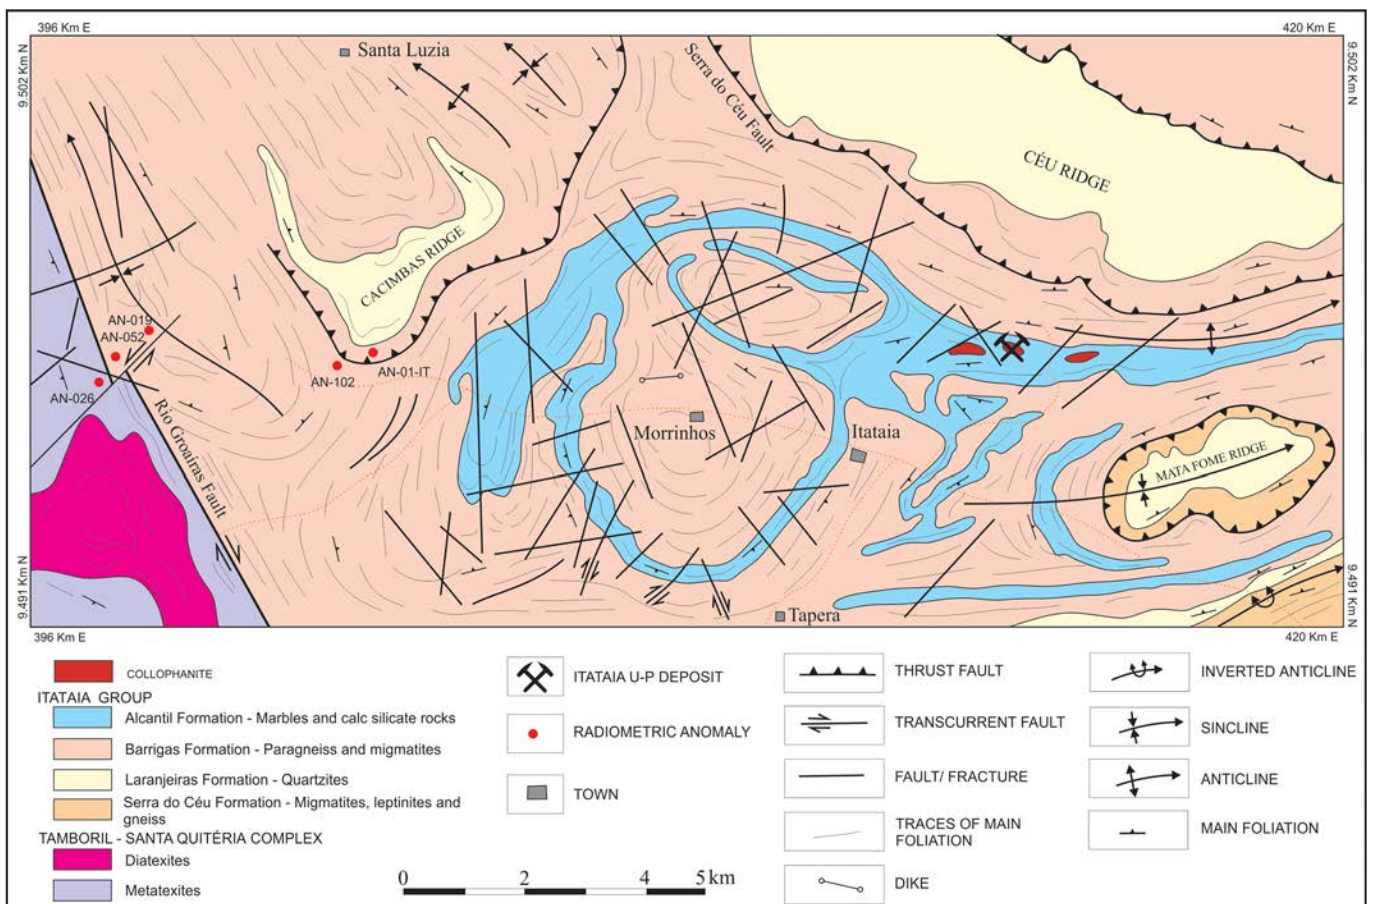 396 Km E
420 Km E
9.502 Km N
9.502 Km N
Santa Luzia
Serra do Céu Fault
CÉU RIDGE
CACIMBAS RIDGE
AN-019
AN-052
AN-026
AN-102
AN-01-IT
Rio Groairas Fault
Morrinhos
Itataia
MATA FOME RIDGE
Tapera
9.491 Km N
9.491 Km N
396 Km E
420 Km E
COLLOPHANITE
ITATAIA GROUP
Alcantil Formation - Marbles and calc silicate rocks
Barrigas Formation - Paragneiss and migmatites
Laranjeiras Formation - Quartzites
Serra do Céu Formation - Migmatites, leptinites and
gneiss
TAMBORIL - SANTA QUITÉRIA COMPLEX
Diatexites
Metatexites
ITATAIA U-P DEPOSIT
RADIOMETRIC ANOMALY
TOWN
0 2 4 5 km
THRUST FAULT
TRANSCURRENT FAULT
FAULT/ FRACTURE
TRACES OF MAIN
FOLIATION
DIKE
INVERTED ANTICLINE
SINCLINE
ANTICLINE
MAIN FOLIATION